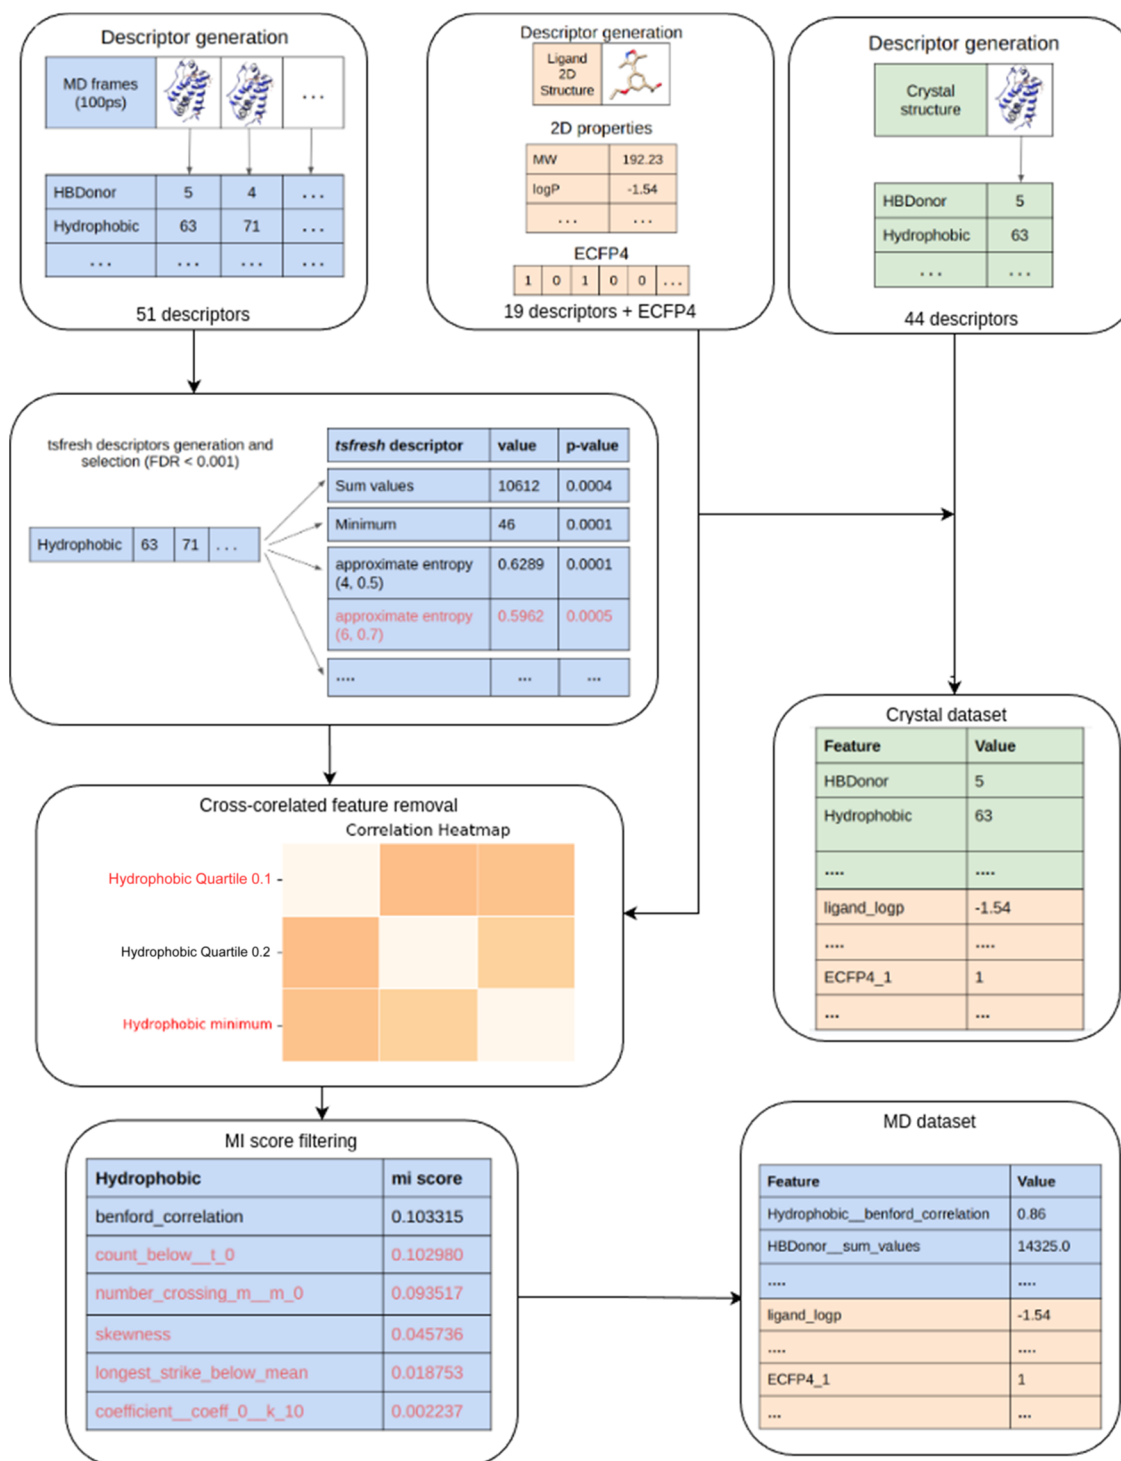 Descriptor generation
MD frames
(100ps)
...
HBDonor 5 4 ...
Hydrophobic 63 71 ...
... ... ... ...
51 descriptors
Descriptor generation
Ligand
2D
Structure
2D properties
MW 192.23
logP -1.54
... ...
ECFP4
1 0 1 0 0 ...
19 descriptors + ECFP4
Descriptor generation
Crystal
structure
HBDonor 5
Hydrophobic 63
... ...
44 descriptors
tsfresh descriptors generation and
selection (FDR < 0.001)
Hydrophobic 63 71 ...
tsfresh descriptor value p-value
Sum values 10612 0.0004
Minimum 46 0.0001
approximate entropy 0.6289 0.0001
(4, 0.5)
approximate entropy 0.5962 0.0005
(6, 0.7)
.... ... ...
Cross-corelated feature removal
Correlation Heatmap
Hydrophobic Quartile 0.1
Hydrophobic Quartile 0.2
Hydrophobic minimum
Crystal dataset
Feature Value
HBDonor 5
Hydrophobic 63
.... ....
ligand_logp -1.54
.... ....
ECFP4_1 1
... ...
MI score filtering
Hydrophobic mi score
benford_correlation 0.103315
count_below__t_0 0.102980
number_crossing_m__m_0 0.093517
skewness 0.045736
longest_strike_below_mean 0.018753
coefficient__coeff_0__k_10 0.002237
MD dataset
Feature Value
Hydrophobic__benford_correlation 0.86
HBDonor__sum_values 14325.0
.... ....
ligand_logp -1.54
.... ....
ECFP4_1 1
... ...